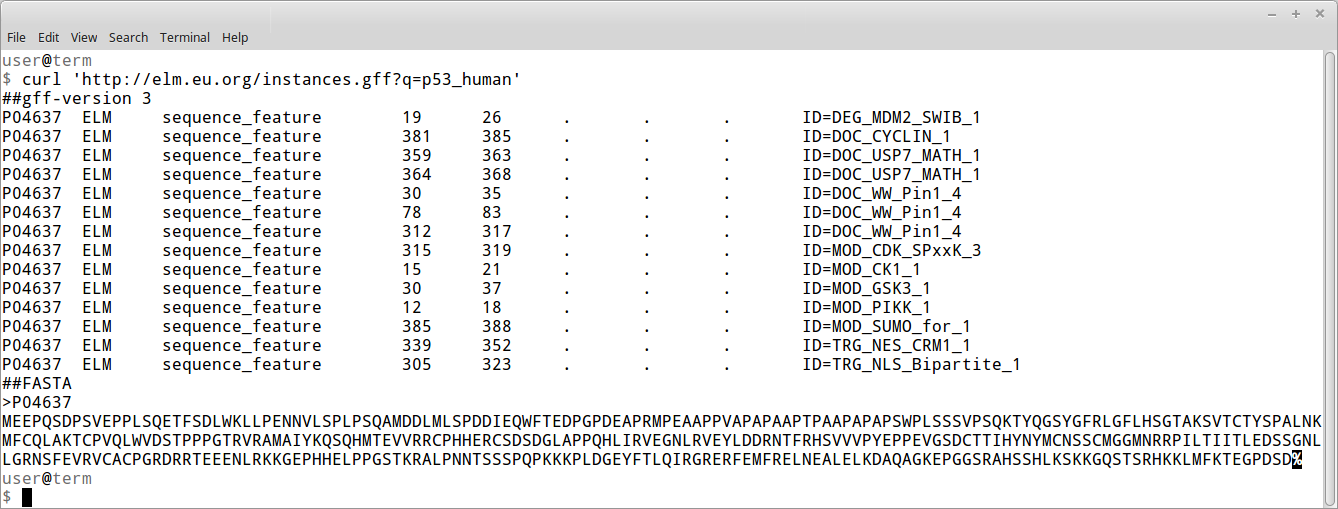 File Edit View Search Terminal Help
user@term
$ curl 'http://elm.eu.org/instances.gff?q=p53_human'
##gff-version 3
P04637 ELM sequence_feature 19 26 . . . ID=DEG_MDM2_SWIB_1
P04637 ELM sequence_feature 381 385 . . . ID=DOC_CYCLIN_1
P04637 ELM sequence_feature 359 363 . . . ID=DOC_USP7_MATH_1
P04637 ELM sequence_feature 364 368 . . . ID=DOC_USP7_MATH_1
P04637 ELM sequence_feature 30 35 . . . ID=DOC_WW_Pin1_4
P04637 ELM sequence_feature 78 83 . . . ID=DOC_WW_Pin1_4
P04637 ELM sequence_feature 312 317 . . . ID=DOC_WW_Pin1_4
P04637 ELM sequence_feature 315 319 . . . ID=MOD_CDK_SPxxK_3
P04637 ELM sequence_feature 15 21 . . . ID=MOD_CK1_1
P04637 ELM sequence_feature 30 37 . . . ID=MOD_GSK3_1
P04637 ELM sequence_feature 12 18 . . . ID=MOD_PIKK_1
P04637 ELM sequence_feature 385 388 . . . ID=MOD_SUMO_for_1
P04637 ELM sequence_feature 339 352 . . . ID=TRG_NES_CRM1_1
P04637 ELM sequence_feature 305 323 . . . ID=TRG_NLS_Bipartite_1
##FASTA
>P04637
MEEPQSDPSVEPPLSQETFSDLWKLLPENNVLSPLPSQAMDDLMLSPDDIEQWFTEDPGPDEAPRMPEAAPPVAPAPAAPTPAAPAPAPSWPLSSSVPSQKTYQGSYGFRLGFLHSGTAKSVTCTYSPALNK
MFCQLAKTCPVQLWVDSTPPPGTRVRAMAIYKQSQHMTEVVRRCPHHERCSDSDGLAPPQHLIRVEGNLRVEYLDDRNTFRHSVVVPYEPPEVGSDCTTIHYNYMCNSSCMGGMNRRPILTIITLEDSSGNL
LGRNSFEVRVCACPGRDRRTEEENLRKKGEPHHELPPGSTKRALPNNTSSSPQPKKKPLDGEYFTLQIRGRERFEMFRELNEALELKDAQAGKEPGGSRAHSSHLKSKKGQSTSRHKKLMFKTEGPDSD%
user@term
$